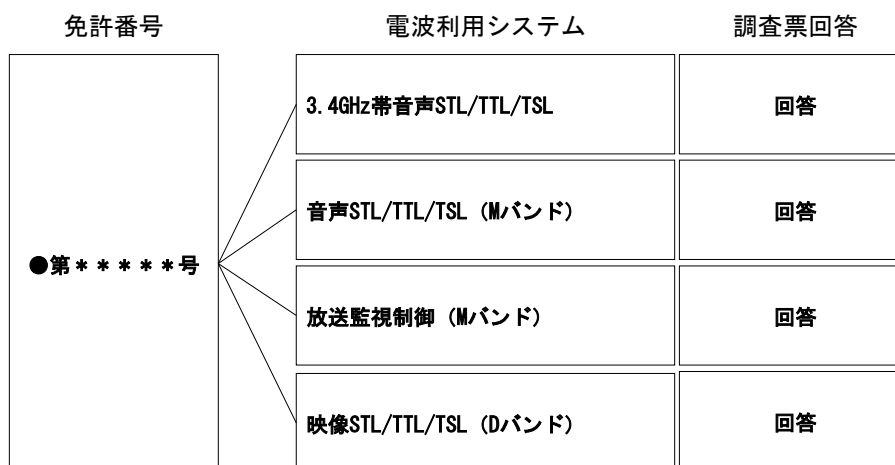 免許番号 電波利用システム 調査票回答
3.4GHz帯音声STL/TTL/TSL 回答
音声STL/TTL/TSL（Mバンド） 回答
●第＊＊＊＊＊号
放送監視制御（Mバンド） 回答
映像STL/TTL/TSL（Dバンド） 回答